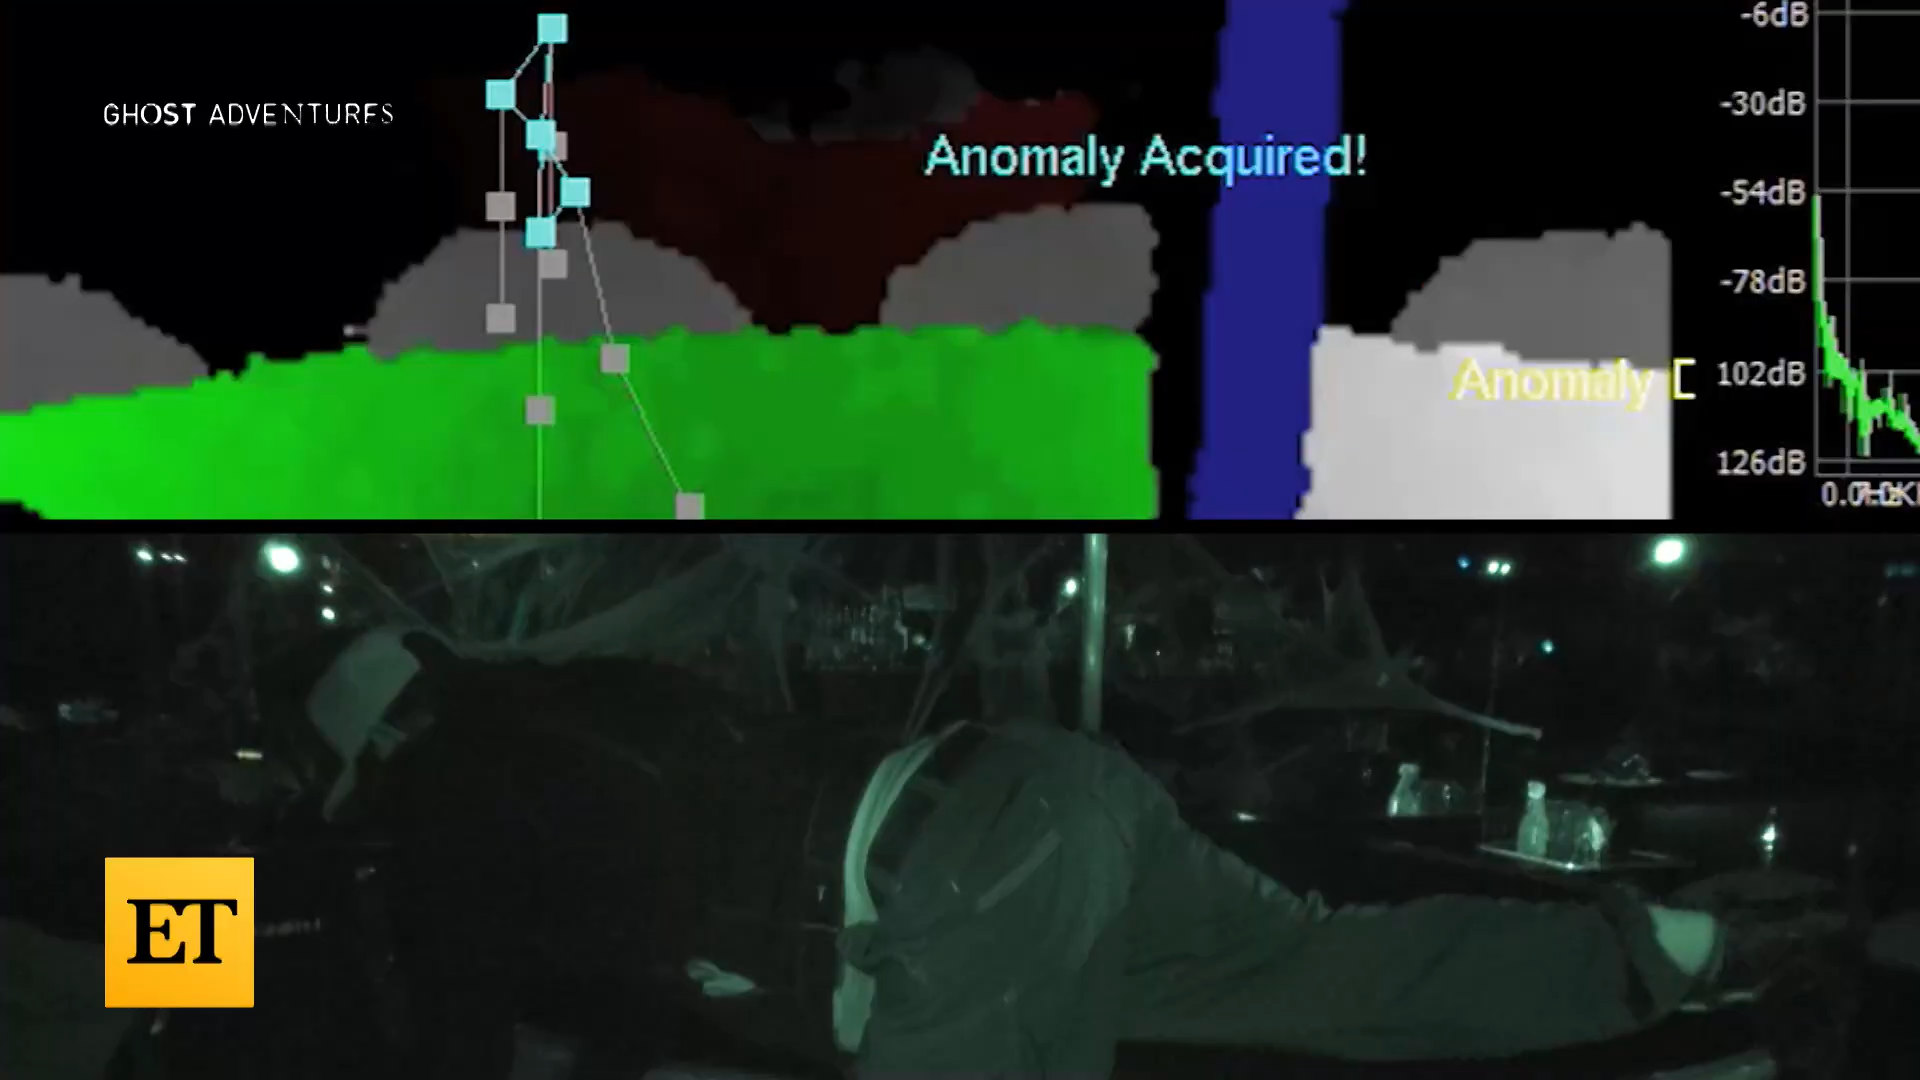 GHOST ADVENTURES
Anomaly Acquired!
Anomaly D
-6dB
-30dB
-54dB
-78dB
102dB
126dB
ET